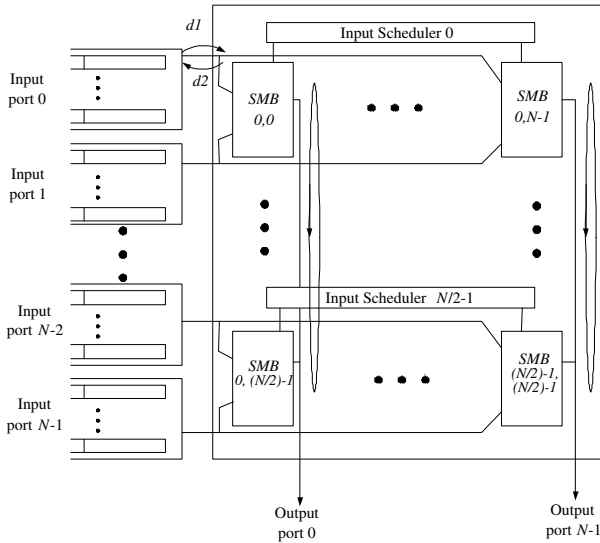 d1
Input Scheduler 0
d2
Input
port 0
SMB
0,0
SMB
0,N-1
Input
port 1
Input Scheduler N/2-1
Input
port N-2
SMB
0, (N/2)-1
SMB
(N/2)-1,
(N/2)-1
Input
port N-1
Output
port 0
Output
port N-1